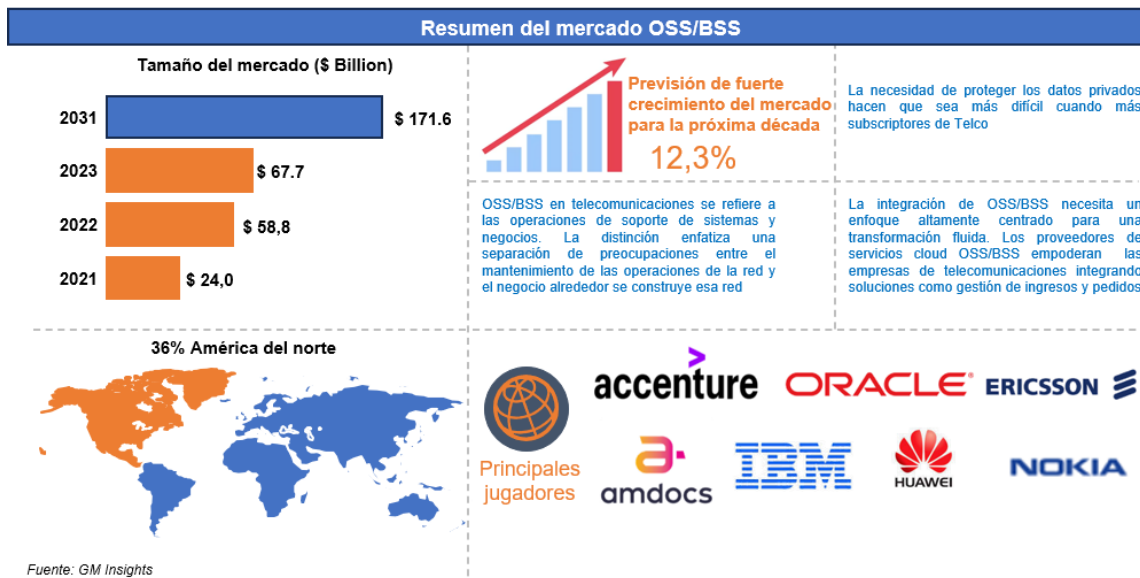 Resumen del mercado OSS/BSS
Tamaño del mercado ($ Billion)
2031
$ 171.6
2023
$ 67.7
2022
$ 58,8
2021
$ 24,0
Previsión de fuerte
crecimiento del mercado
para la próxima década
12,3%
La necesidad de proteger los datos privados
hacen que sea más difícil cuando más
subscriptores de Telco
OSS/BSS en telecomunicaciones se refiere a
las operaciones de soporte de sistemas y
negocios. La distinción enfatiza una
separación de preocupaciones entre el
mantenimiento de las operaciones de la red y
el negocio alrededor se construye esa red
La integración de OSS/BSS necesita un
enfoque altamente centrado para una
transformación fluida. Los proveedores de
servicios cloud OSS/BSS empoderan las
empresas de telecomunicaciones integrando
soluciones como gestión de ingresos y pedidos
36% América del norte
Principales
jugadores
accenture
ORACLE
ERICSSON
amdocs
IBM
HUAWEI
NOKIA
Fuente: GM Insights